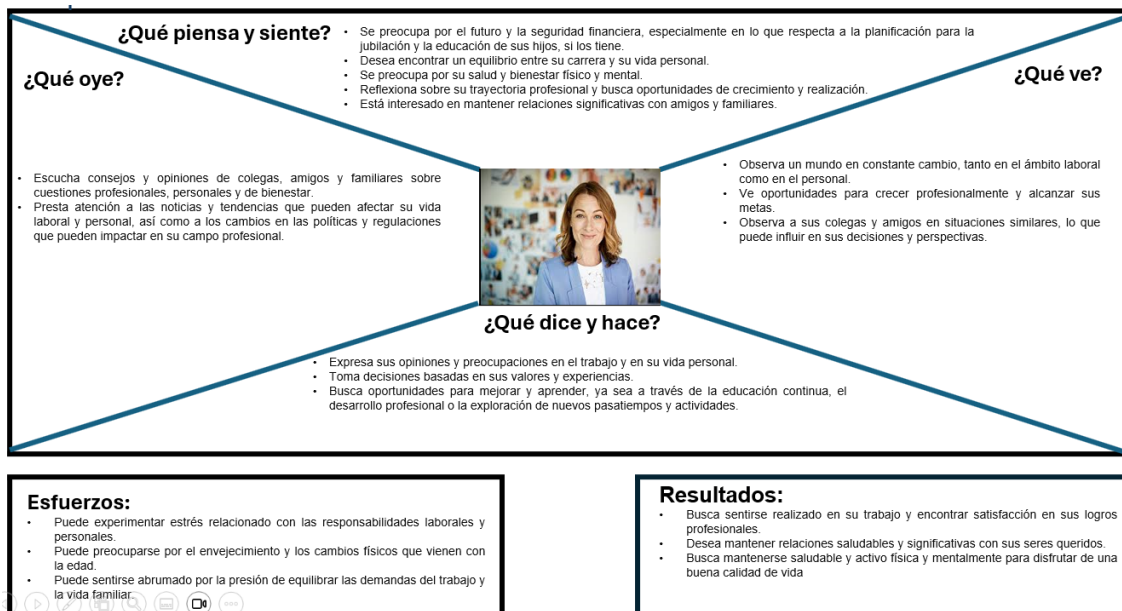 ¿Qué piensa y siente?
• Se preocupa por el futuro y la seguridad financiera, especialmente en lo que respecta a la planificación para la
jubilación y la educación de sus hijos, si los tiene.
• Desea encontrar un equilibrio entre su carrera y su vida personal.
• Se preocupa por su salud y bienestar físico y mental.
• Reflexiona sobre su trayectoria profesional y busca oportunidades de crecimiento y realización.
• Está interesado en mantener relaciones significativas con amigos y familiares.
¿Qué oye?
• Escucha consejos y opiniones de colegas, amigos y familiares sobre
cuestiones profesionales, personales y de bienestar.
• Presta atención a las noticias y tendencias que pueden afectar su vida
laboral y personal, así como a los cambios en las políticas y regulaciones
que pueden impactar en su campo profesional.
¿Qué ve?
• Observa un mundo en constante cambio, tanto en el ámbito laboral
como en el personal.
• Ve oportunidades para crecer profesionalmente y alcanzar sus
metas.
• Observa a sus colegas y amigos en situaciones similares, lo que
puede influir en sus decisiones y perspectivas.
¿Qué dice y hace?
• Expresa sus opiniones y preocupaciones en el trabajo y en su vida personal.
• Toma decisiones basadas en sus valores y experiencias.
• Busca oportunidades para mejorar y aprender, ya sea a través de la educación continua, el
desarrollo profesional o la exploración de nuevos pasatiempos y actividades.
Esfuerzos:
• Puede experimentar estrés relacionado con las responsabilidades laborales y
personales.
• Puede preocuparse por el envejecimiento y los cambios físicos que vienen con
la edad.
• Puede sentirse abrumado por la presión de equilibrar las demandas del trabajo y
la vida familiar.
Resultados:
• Busca sentirse realizado en su trabajo y encontrar satisfacción en sus logros
profesionales.
• Desea mantener relaciones saludables y significativas con sus seres queridos.
• Busca mantenerse saludable y activo física y mentalmente para disfrutar de una
buena calidad de vida